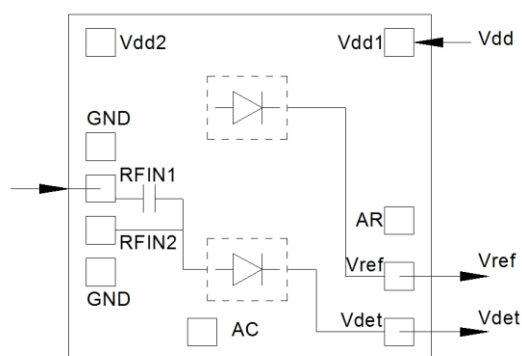 Vdd2
Vdd1
Vdd
GND
RFIN1
AR
RFIN2
Vref
Vref
GND
Vdet
Vdet
AC